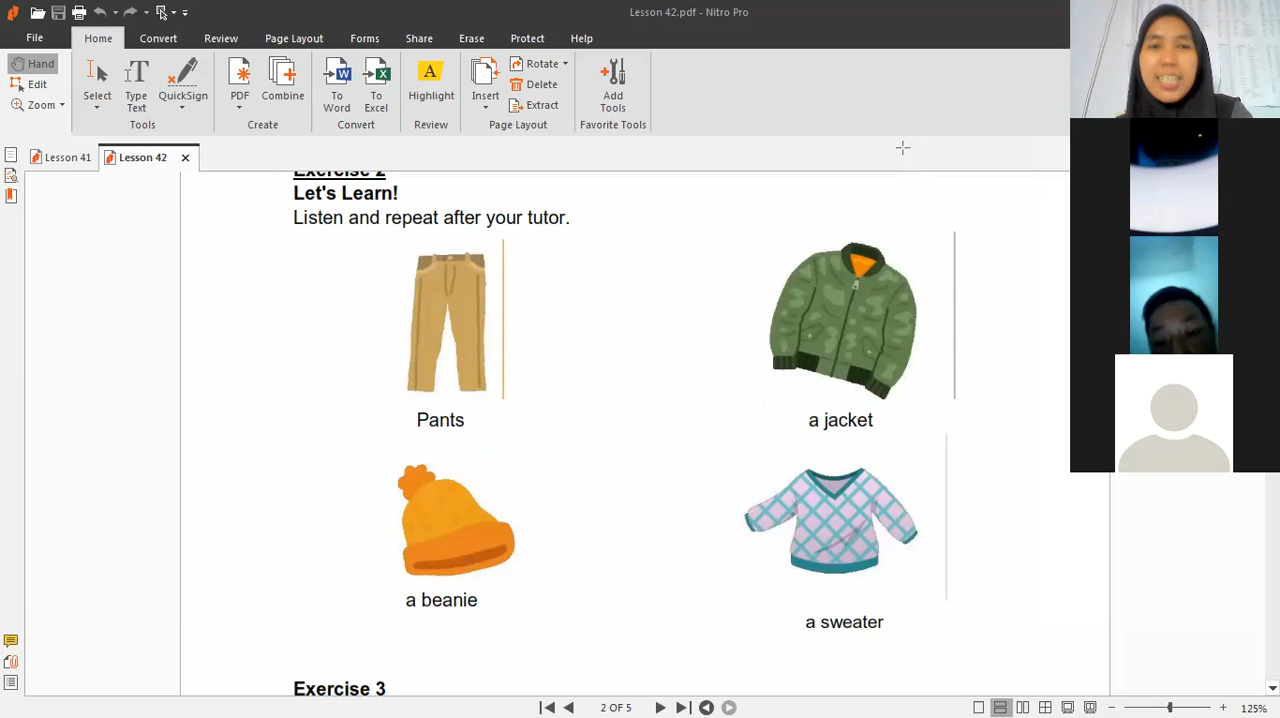 Lesson 42.pdf - Nitro Pro
File Home Convert Review Page Layout Forms Share Erase Protect Help
Hand
Edit
Zoom
Select
Type
Text
QuickSign
Tools
PDF
Combine
Create
To
Word
To
Excel
Convert
Highlight
Review
Insert
Rotate
Delete
Extract
Page Layout
Add
Tools
Favorite Tools
Lesson 41
Lesson 42
Exercise 2
Let's Learn!
Listen and repeat after your tutor.
Pants
a jacket
a beanie
a sweater
Exercise 3
2 OF 5
125%